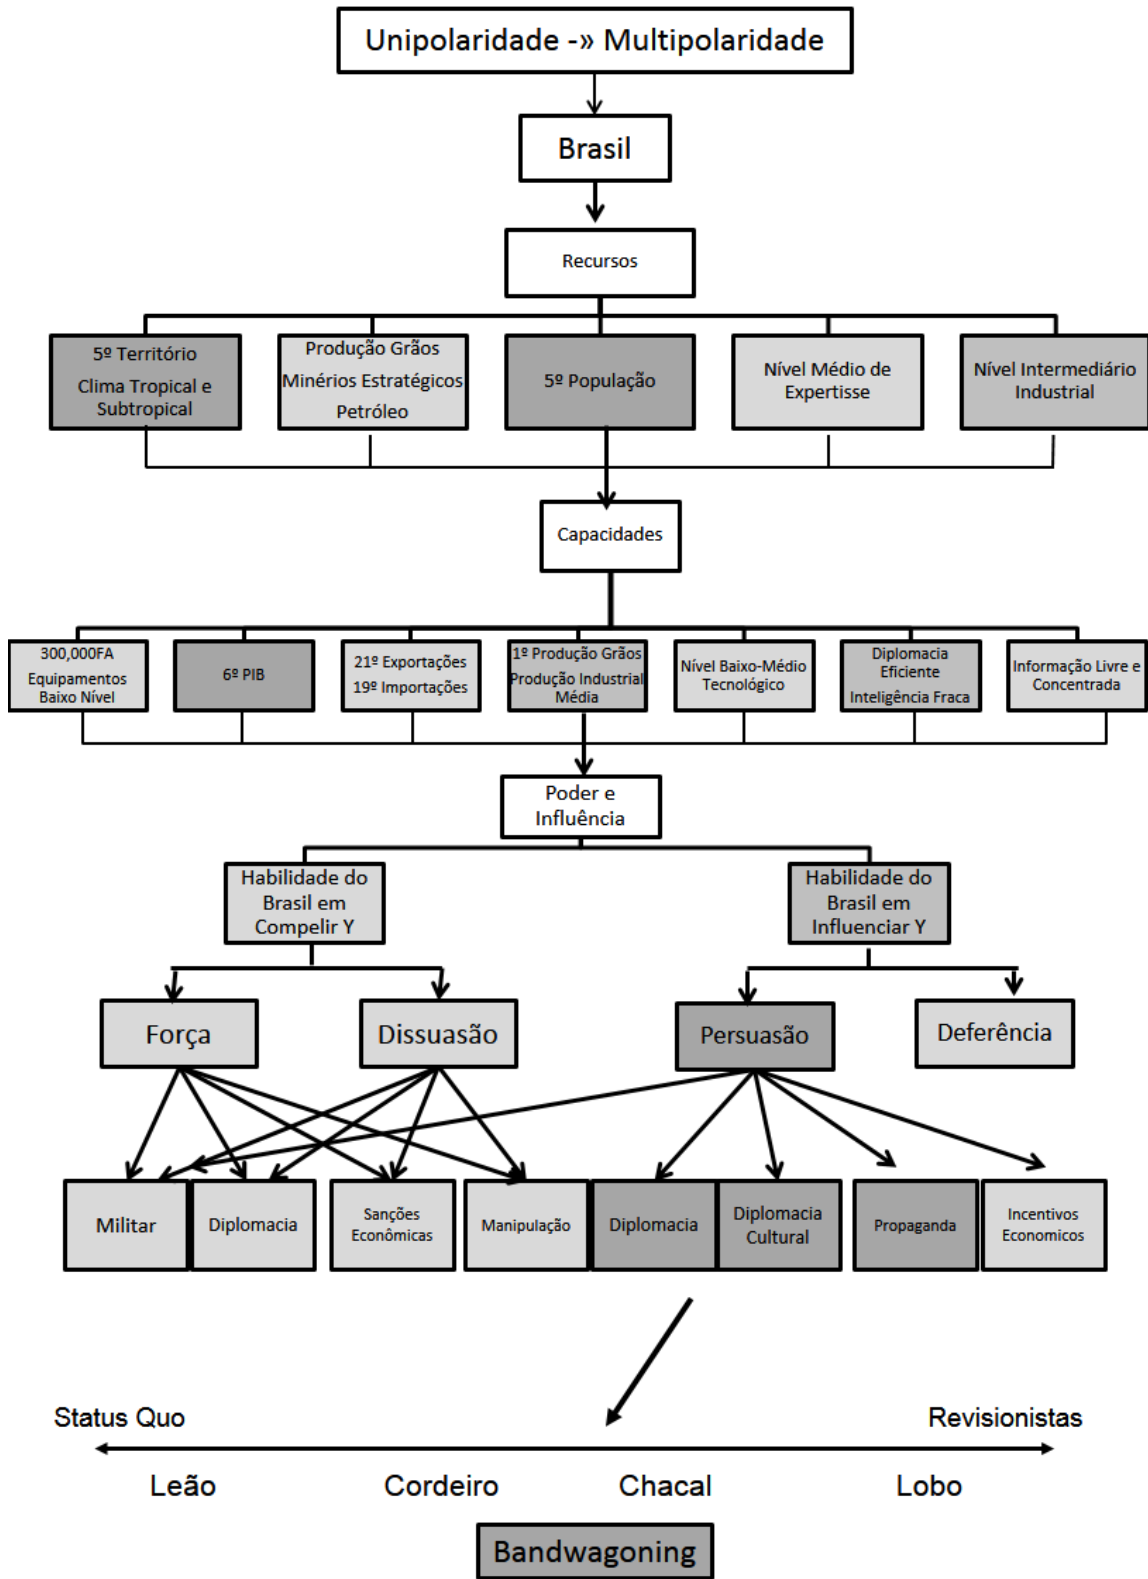 Unipolaridade -» Multipolaridade
Brasil
Recursos
5º Território
Clima Tropical e
Subtropical
Produção Grãos
Minérios Estratégicos
Petróleo
5º População
Nível Médio de
Expertisse
Nível Intermediário
Industrial
Capacidades
300,000FA
Equipamentos
Baixo Nível
6º PIB
21º Exportações
19º Importações
1º Produção Grãos
Produção Industrial
Média
Nível Baixo-Médio
Tecnológico
Diplomacia
Eficiente
Inteligência Fraca
Informação Livre e
Concentrada
Poder e
Influência
Habilidade do
Brasil em
Compelir Y
Habilidade do
Brasil em
Influenciar Y
Força
Dissuasão
Persuasão
Deferência
Militar
Diplomacia
Sanções
Econômicas
Manipulação
Diplomacia
Diplomacia
Cultural
Propaganda
Incentivos
Economicos
Status Quo
Revisionistas
Leão
Cordeiro
Chacal
Lobo
Bandwagoning